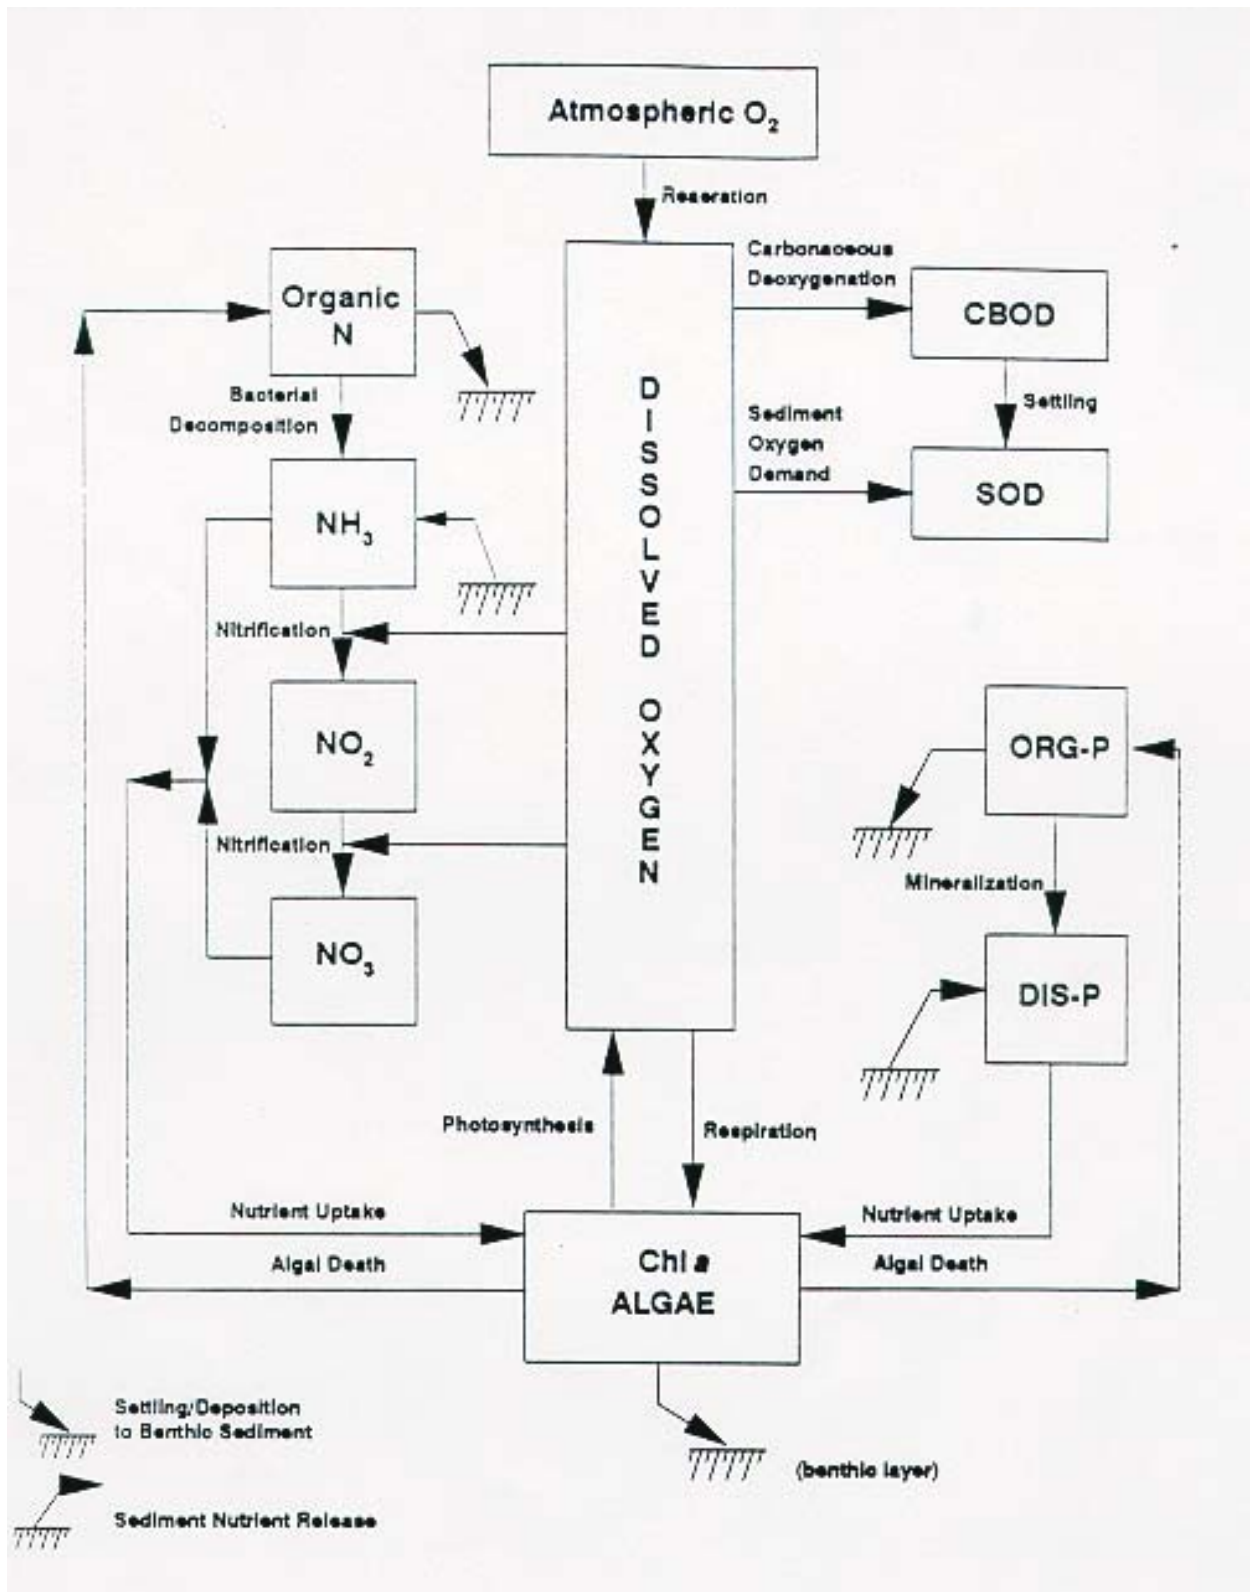 Atmospheric O₂
Reaeration
Carbonaceous
Deoxygenation
CBOD
Settling
Sediment
Oxygen
Demand
SOD
Organic
N
Bacterial
Decomposition
NH₃
Nitrification
NO₂
Nitrification
NO₃
DISSOLVED OXYGEN
ORG-P
Mineralization
DIS-P
Photosynthesis
Respiration
Nutrient Uptake
Algal Death
Chl a
ALGAE
Nutrient Uptake
Algal Death
Settling/Deposition
to Benthic Sediment
(benthic layer)
Sediment Nutrient Release